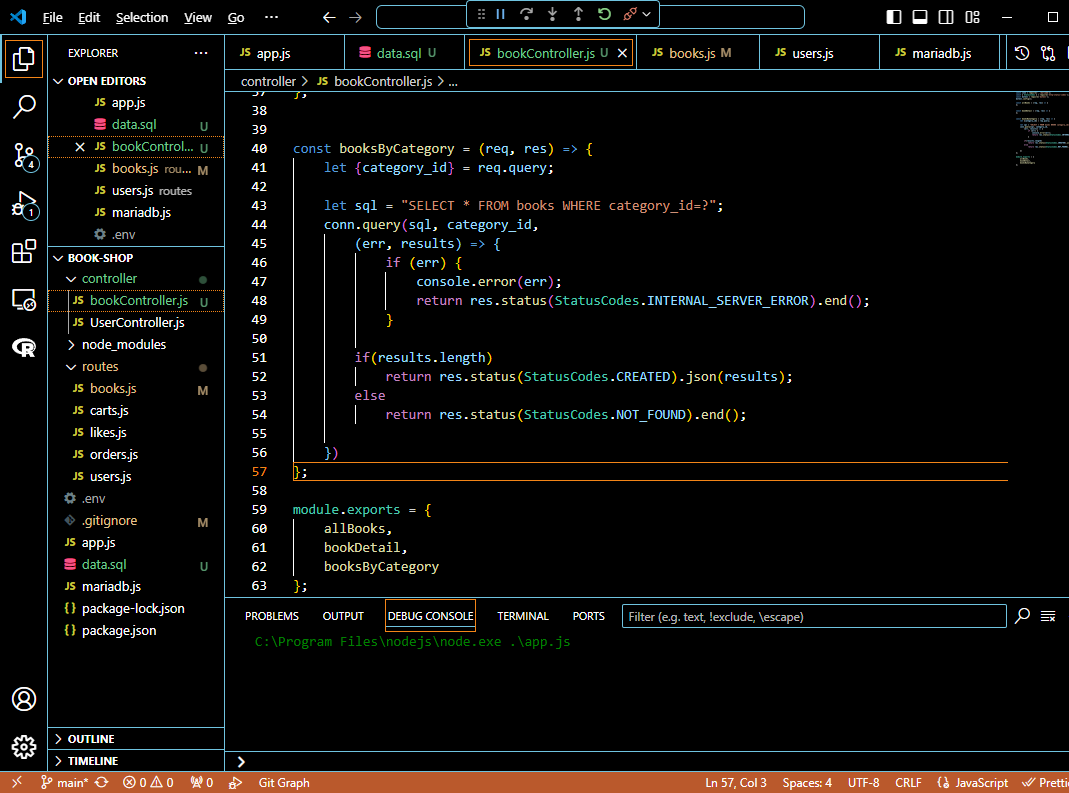 File Edit Selection View Go ···
EXPLORER ···
OPEN EDITORS
JS app.js
data.sql U
JS bookControl... U
JS books.js rou... M
JS users.js routes
JS mariadb.js
.env
BOOK-SHOP
controller
JS bookController.js U
JS UserController.js
node_modules
routes
JS books.js M
JS carts.js
JS likes.js
JS orders.js
JS users.js
.env
.gitignore M
JS app.js
data.sql U
JS mariadb.js
{} package-lock.json
{} package.json
OUTLINE
TIMELINE
4
1
JS app.js data.sql U JS bookController.js U JS books.js M JS users.js JS mariadb.js
controller > JS bookController.js > ...
37 };
38
39
40 const booksByCategory = (req, res) => {
41 let {category_id} = req.query;
42
43 let sql = "SELECT * FROM books WHERE category_id=?";
44 conn.query(sql, category_id,
45 (err, results) => {
46 if (err) {
47 console.error(err);
48 return res.status(StatusCodes.INTERNAL_SERVER_ERROR).end();
49 }
50
51 if(results.length)
52 return res.status(StatusCodes.CREATED).json(results);
53 else
54 return res.status(StatusCodes.NOT_FOUND).end();
55
56 })
57 };
58
59 module.exports = {
60 allBooks,
61 bookDetail,
62 booksByCategory
63 };
PROBLEMS OUTPUT DEBUG CONSOLE TERMINAL PORTS Filter (e.g. text, !exclude, \escape)
C:\Program Files\nodejs\node.exe .\app.js
main* 0 0 0 Git Graph Ln 57, Col 3 Spaces: 4 UTF-8 CRLF {} JavaScript Pretti